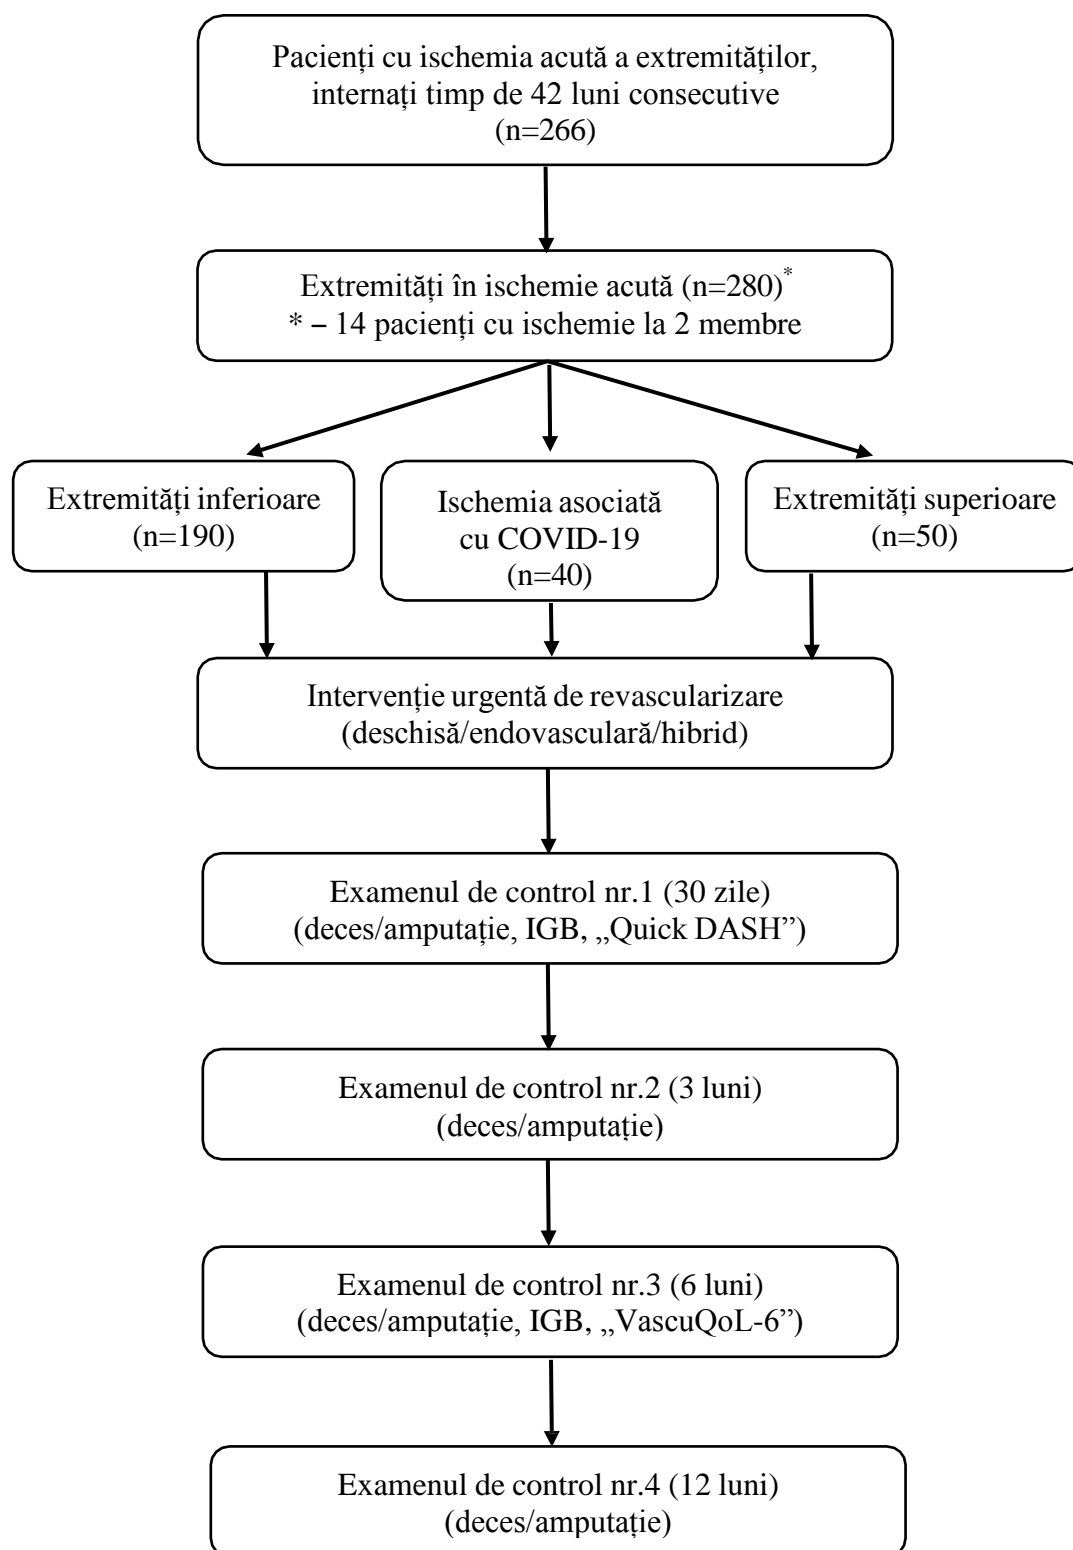 Pacienți cu ischemia acută a extremităților,
internați timp de 42 luni consecutive
(n=266)
Extremități în ischemie acută (n=280)*
* – 14 pacienți cu ischemie la 2 membre
Extremități inferioare
(n=190)
Ischemia asociată
cu COVID-19
(n=40)
Extremități superioare
(n=50)
Intervenție urgentă de revascularizare
(deschisă/endovasculară/hibrid)
Examenul de control nr.1 (30 zile)
(deces/amputație, IGB, „Quick DASH”)
Examenul de control nr.2 (3 luni)
(deces/amputație)
Examenul de control nr.3 (6 luni)
(deces/amputație, IGB, „VascuQoL-6”)
Examenul de control nr.4 (12 luni)
(deces/amputație)